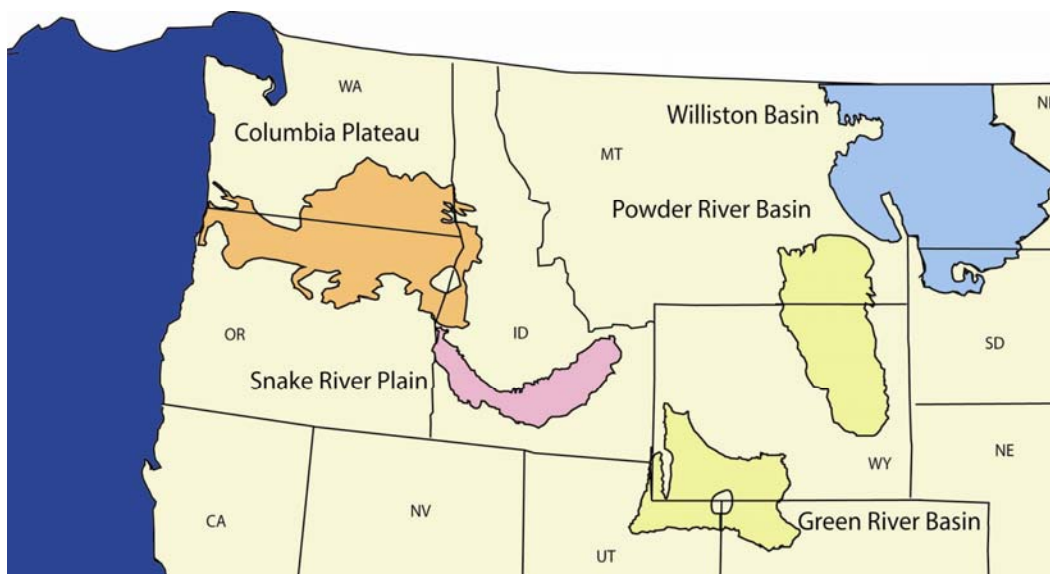 WA
Columbia Plateau
Williston Basin
MT
Powder River Basin
OR
ID
SD
Snake River Plain
WY
NE
CA
NV
Green River Basin
UT